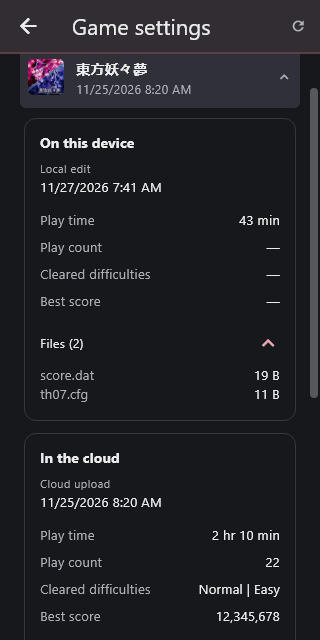 Game settings
東方妖々夢
11/25/2026 8:20 AM
On this device
Local edit
11/27/2026 7:41 AM
Play time 43 min
Play count —
Cleared difficulties —
Best score —
Files (2)
score.dat 19 B
th07.cfg 11 B
In the cloud
Cloud upload
11/25/2026 8:20 AM
Play time 2 hr 10 min
Play count 22
Cleared difficulties Normal | Easy
Best score 12,345,678